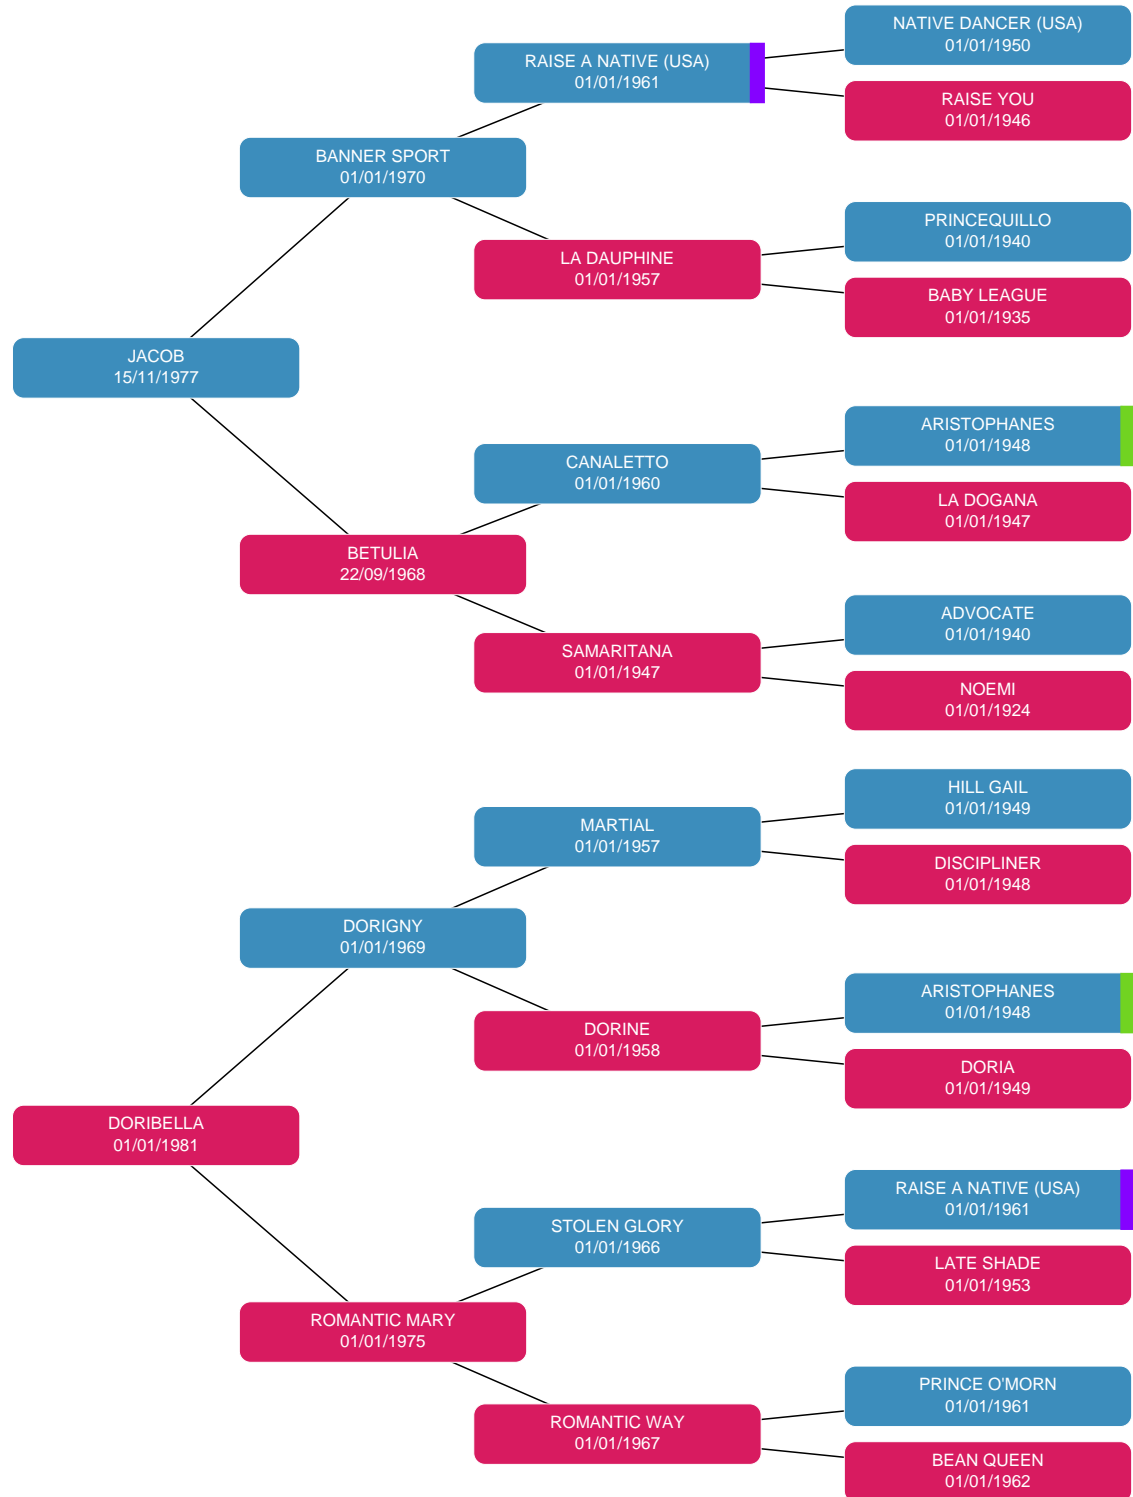 NATIVE DANCER (USA)
01/01/1950
RAISE A NATIVE (USA)
01/01/1961
RAISE YOU
01/01/1946
BANNER SPORT
01/01/1970
PRINCEQUILLO
01/01/1940
LA DAUPHINE
01/01/1957
BABY LEAGUE
01/01/1935
JACOB
15/11/1977
ARISTOPHANES
01/01/1948
CANALETTO
01/01/1960
LA DOGANA
01/01/1947
BETULIA
22/09/1968
ADVOCATE
01/01/1940
SAMARITANA
01/01/1947
NOEMI
01/01/1924
HILL GAIL
01/01/1949
MARTIAL
01/01/1957
DISCIPLINER
01/01/1948
DORIGNY
01/01/1969
ARISTOPHANES
01/01/1948
DORINE
01/01/1958
DORIA
01/01/1949
DORIBELLA
01/01/1981
RAISE A NATIVE (USA)
01/01/1961
STOLEN GLORY
01/01/1966
LATE SHADE
01/01/1953
ROMANTIC MARY
01/01/1975
PRINCE O'MORN
01/01/1961
ROMANTIC WAY
01/01/1967
BEAN QUEEN
01/01/1962